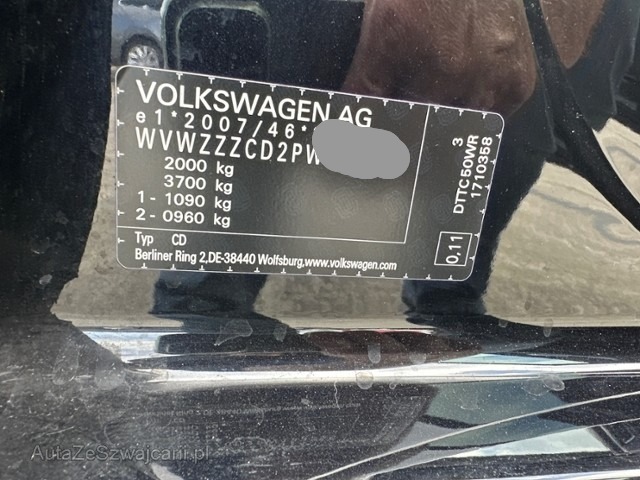 VOLKSWAGEN AG
e1*2007/46*
WVWZZZCD2PW
2000 kg
3700 kg
1- 1090 kg
2- 0960 kg
Typ CD
Berliner Ring 2,DE-38440 Wolfsburg,www.volkswagen.com
3
DTTC50WR
1710358
0,11
AutaZeSzwajcarii.pl